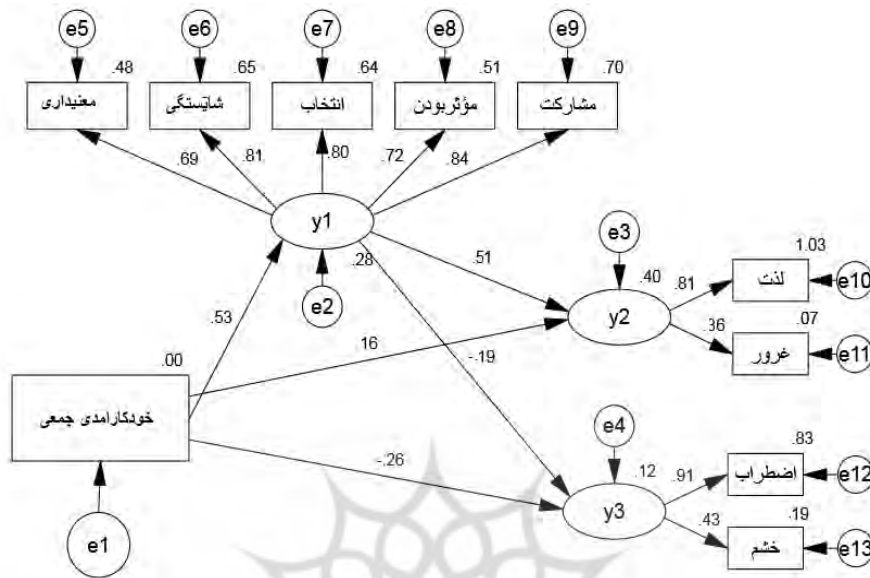 e5 e6 e7 e8 e9
.48 .65 .64 .51 .70
معنیداری شایستگی انتخاب مؤثربودن مشارکت
.69 .81 .80 .72 .84
y1
.28
e2
e3
.51
.40
y2
1.03
.81
لذت
e10
.36
.07
غرور
e11
.53
.16
-.19
.00
خودکارامدی جمعی
-.26
e1
e4
.12
y3
.83
.91
اضطراب
e12
.43
.19
خشم
e13